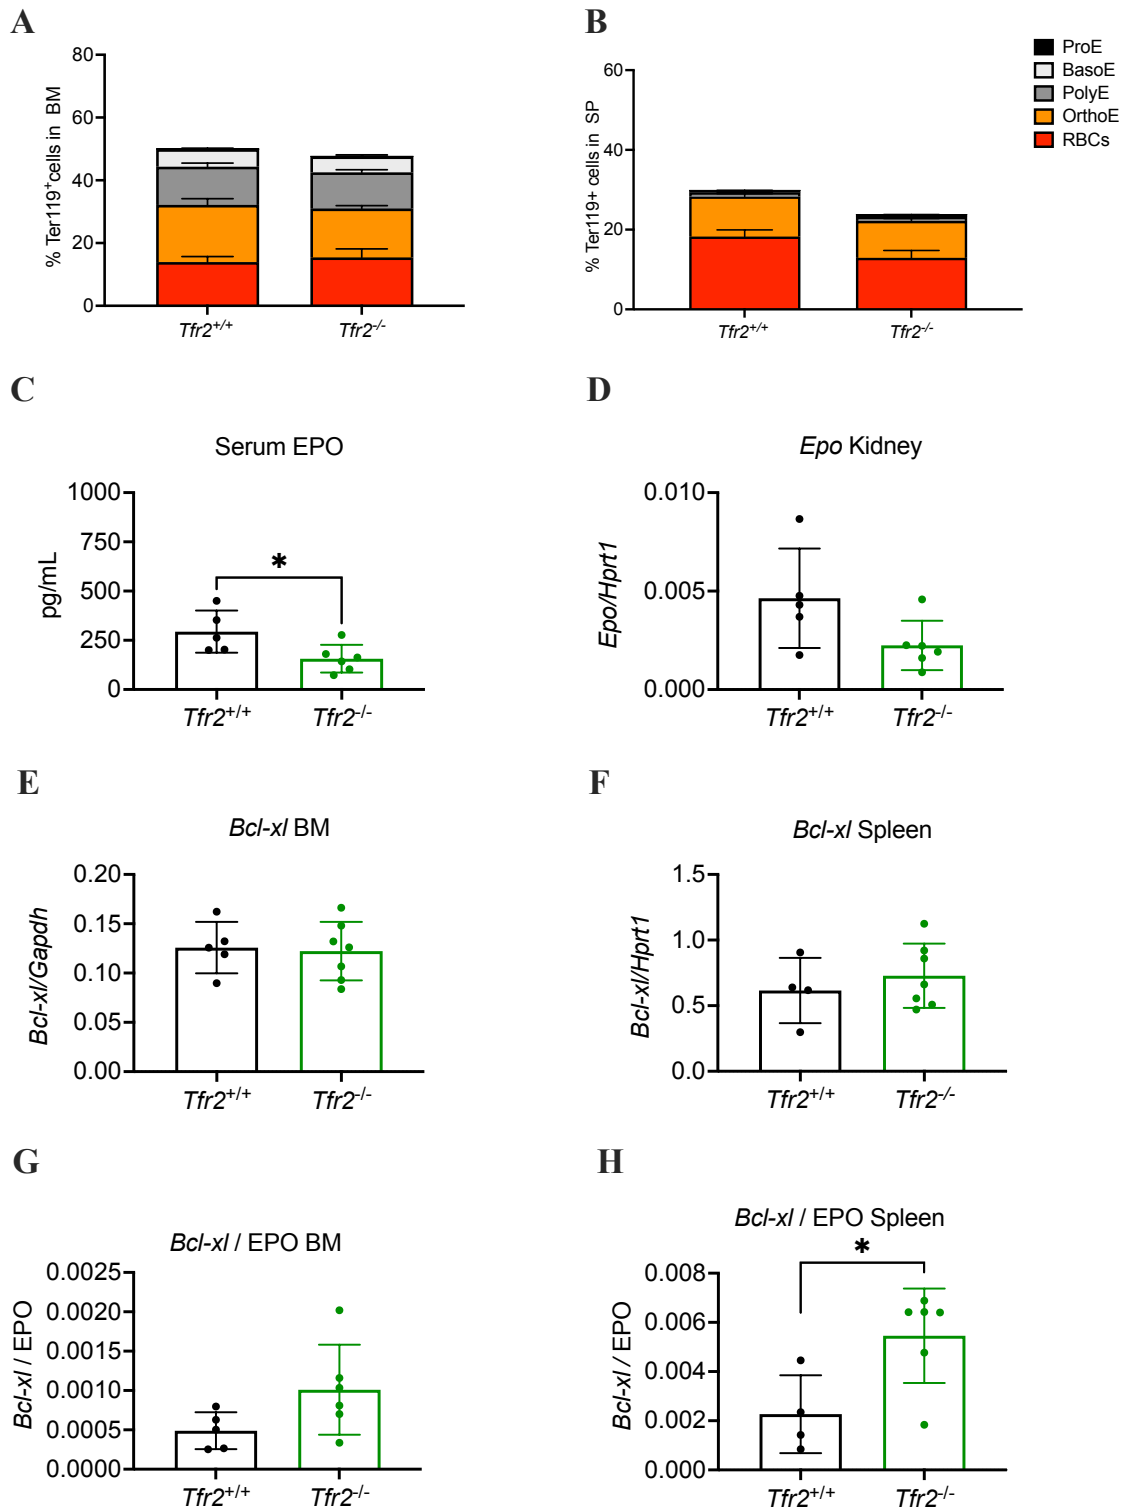 A
80
60
40
20
0
% Ter119⁺cells in BM
Tfr2⁺/⁺
Tfr2⁻/⁻
B
60
40
20
0
% Ter119+ cells in SP
Tfr2⁺/⁺
Tfr2⁻/⁻
ProE
BasoE
PolyE
OrthoE
RBCs
C
Serum EPO
1000
750
500
250
0
pg/mL
*
Tfr2⁺/⁺
Tfr2⁻/⁻
D
Epo Kidney
0.010
0.005
0.000
Epo/Hprt1
Tfr2⁺/⁺
Tfr2⁻/⁻
E
Bcl-xl BM
0.20
0.15
0.10
0.05
0.00
Bcl-xl/Gapdh
Tfr2⁺/⁺
Tfr2⁻/⁻
F
Bcl-xl Spleen
1.5
1.0
0.5
0.0
Bcl-xl/Hprt1
Tfr2⁺/⁺
Tfr2⁻/⁻
G
Bcl-xl / EPO BM
0.0025
0.0020
0.0015
0.0010
0.0005
0.0000
Bcl-xl / EPO
Tfr2⁺/⁺
Tfr2⁻/⁻
H
Bcl-xl / EPO Spleen
*
0.008
0.006
0.004
0.002
0.000
Bcl-xl / EPO
Tfr2⁺/⁺
Tfr2⁻/⁻